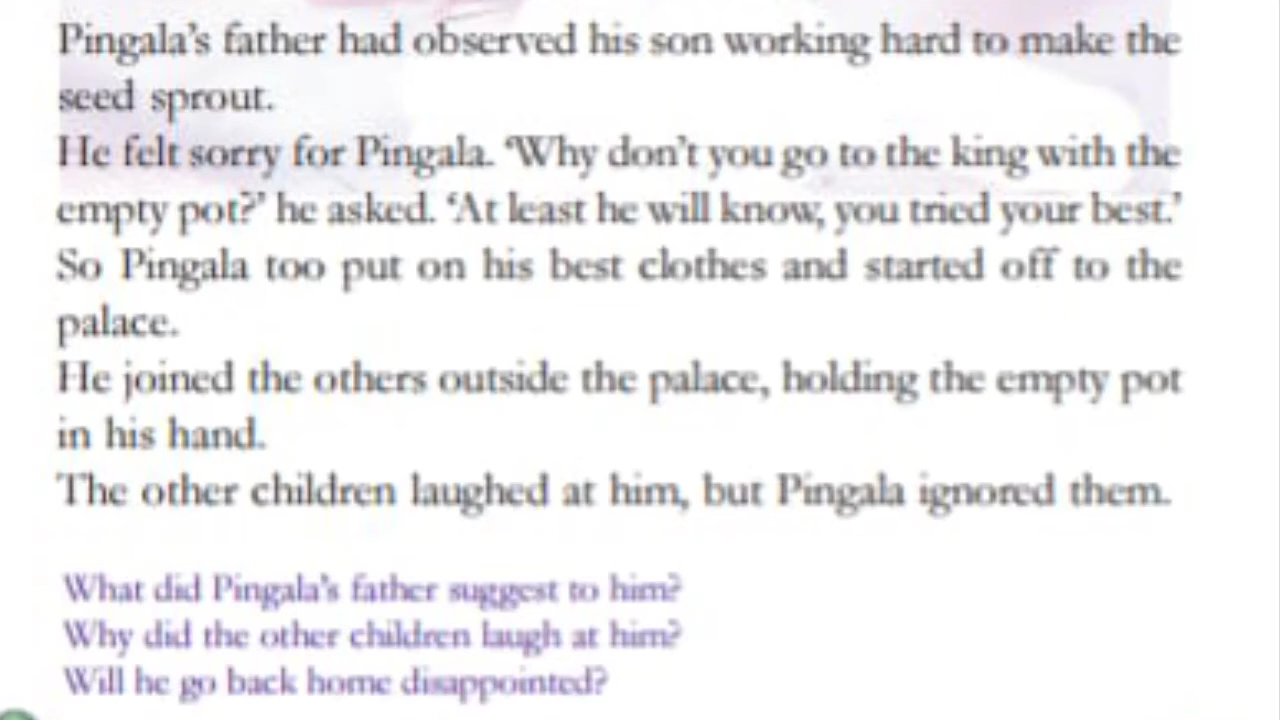 Pingala's father had observed his son working hard to make the
seed sprout.
He felt sorry for Pingala. 'Why don't you go to the king with the
empty pot?' he asked. 'At least he will know, you tried your best.'
So Pingala too put on his best clothes and started off to the
palace.
He joined the others outside the palace, holding the empty pot
in his hand.
The other children laughed at him, but Pingala ignored them.
What did Pingala's father suggest to him?
Why did the other children laugh at him?
Will he go back home disappointed?